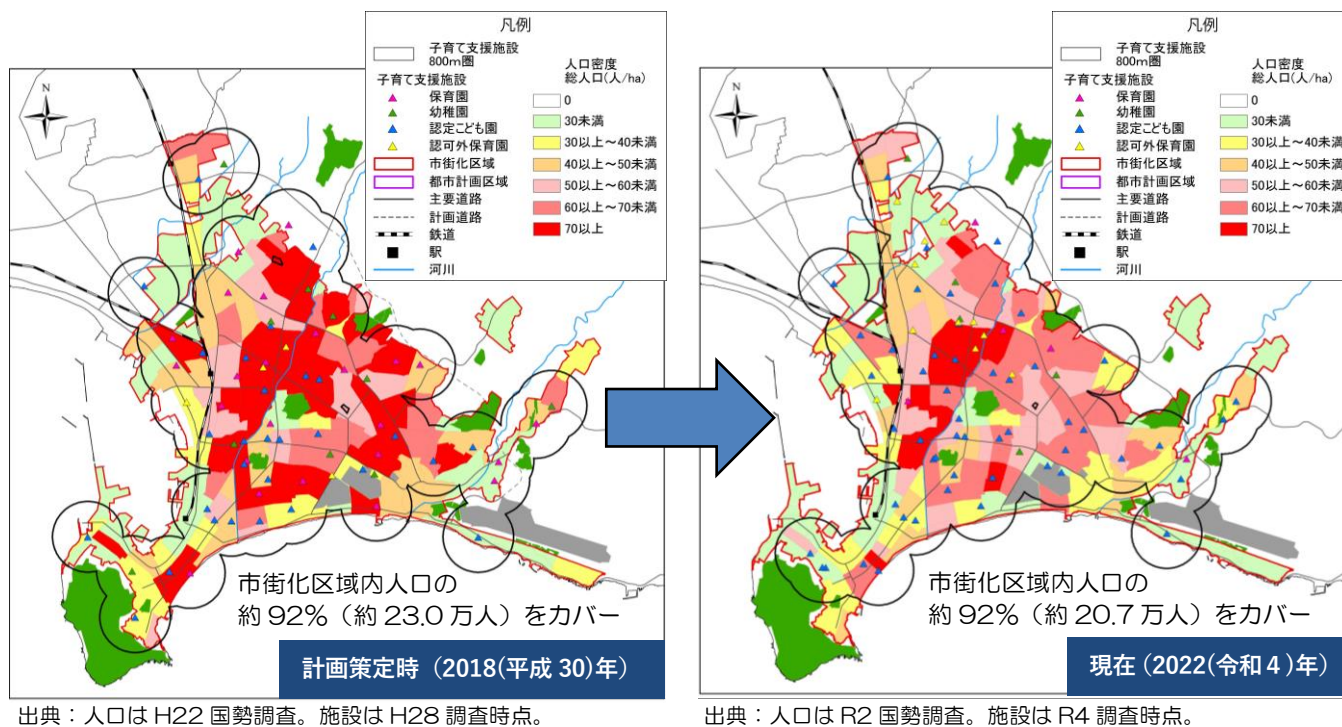 凡例
子育て支援施設
800m圏
子育て支援施設
保育園
幼稚園
認定こども園
認可外保育園
市街化区域
都市計画区域
主要道路
計画道路
鉄道
駅
河川
人口密度
総人口(人/ha)
0
30未満
30以上～40未満
40以上～50未満
50以上～60未満
60以上～70未満
70以上
N
市街化区域内人口の
約92%（約23.0万人）をカバー
計画策定時（2018(平成30)年）
出典：人口はH22国勢調査。施設はH28調査時点。
凡例
子育て支援施設
800m圏
子育て支援施設
保育園
幼稚園
認定こども園
認可外保育園
市街化区域
都市計画区域
主要道路
計画道路
鉄道
駅
河川
人口密度
総人口(人/ha)
0
30未満
30以上～40未満
40以上～50未満
50以上～60未満
60以上～70未満
70以上
N
市街化区域内人口の
約92%（約20.7万人）をカバー
現在（2022(令和４)年）
出典：人口はR2国勢調査。施設はR4調査時点。